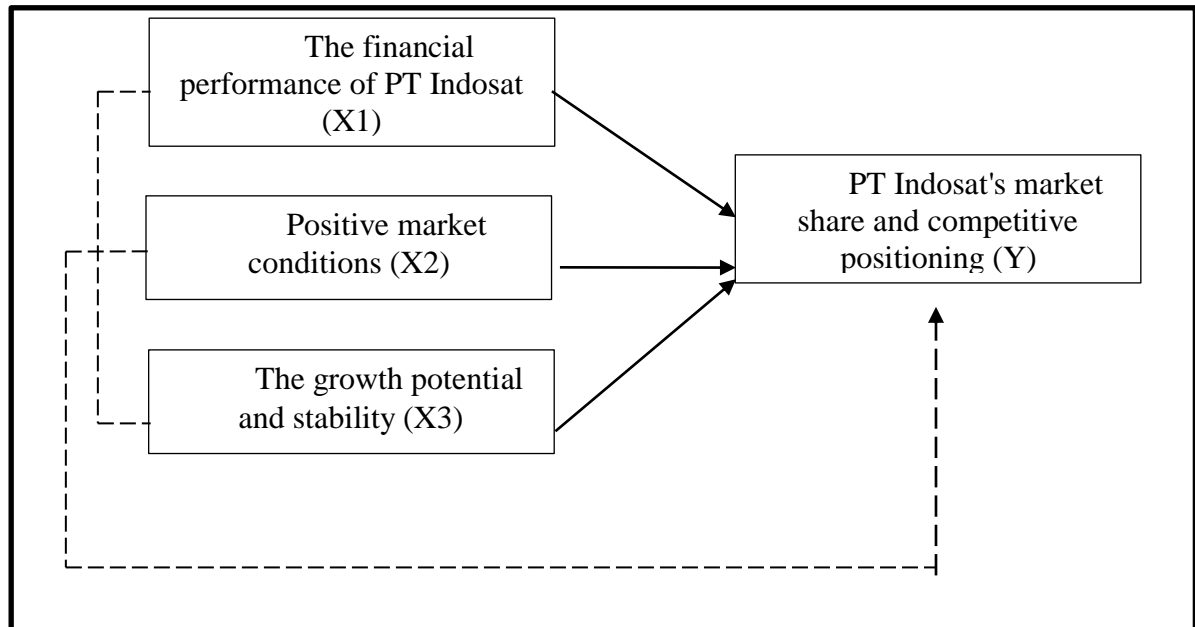 The financial
performance of PT Indosat
(X1)
Positive market
conditions (X2)
The growth potential
and stability (X3)
PT Indosat's market
share and competitive
positioning (Y)